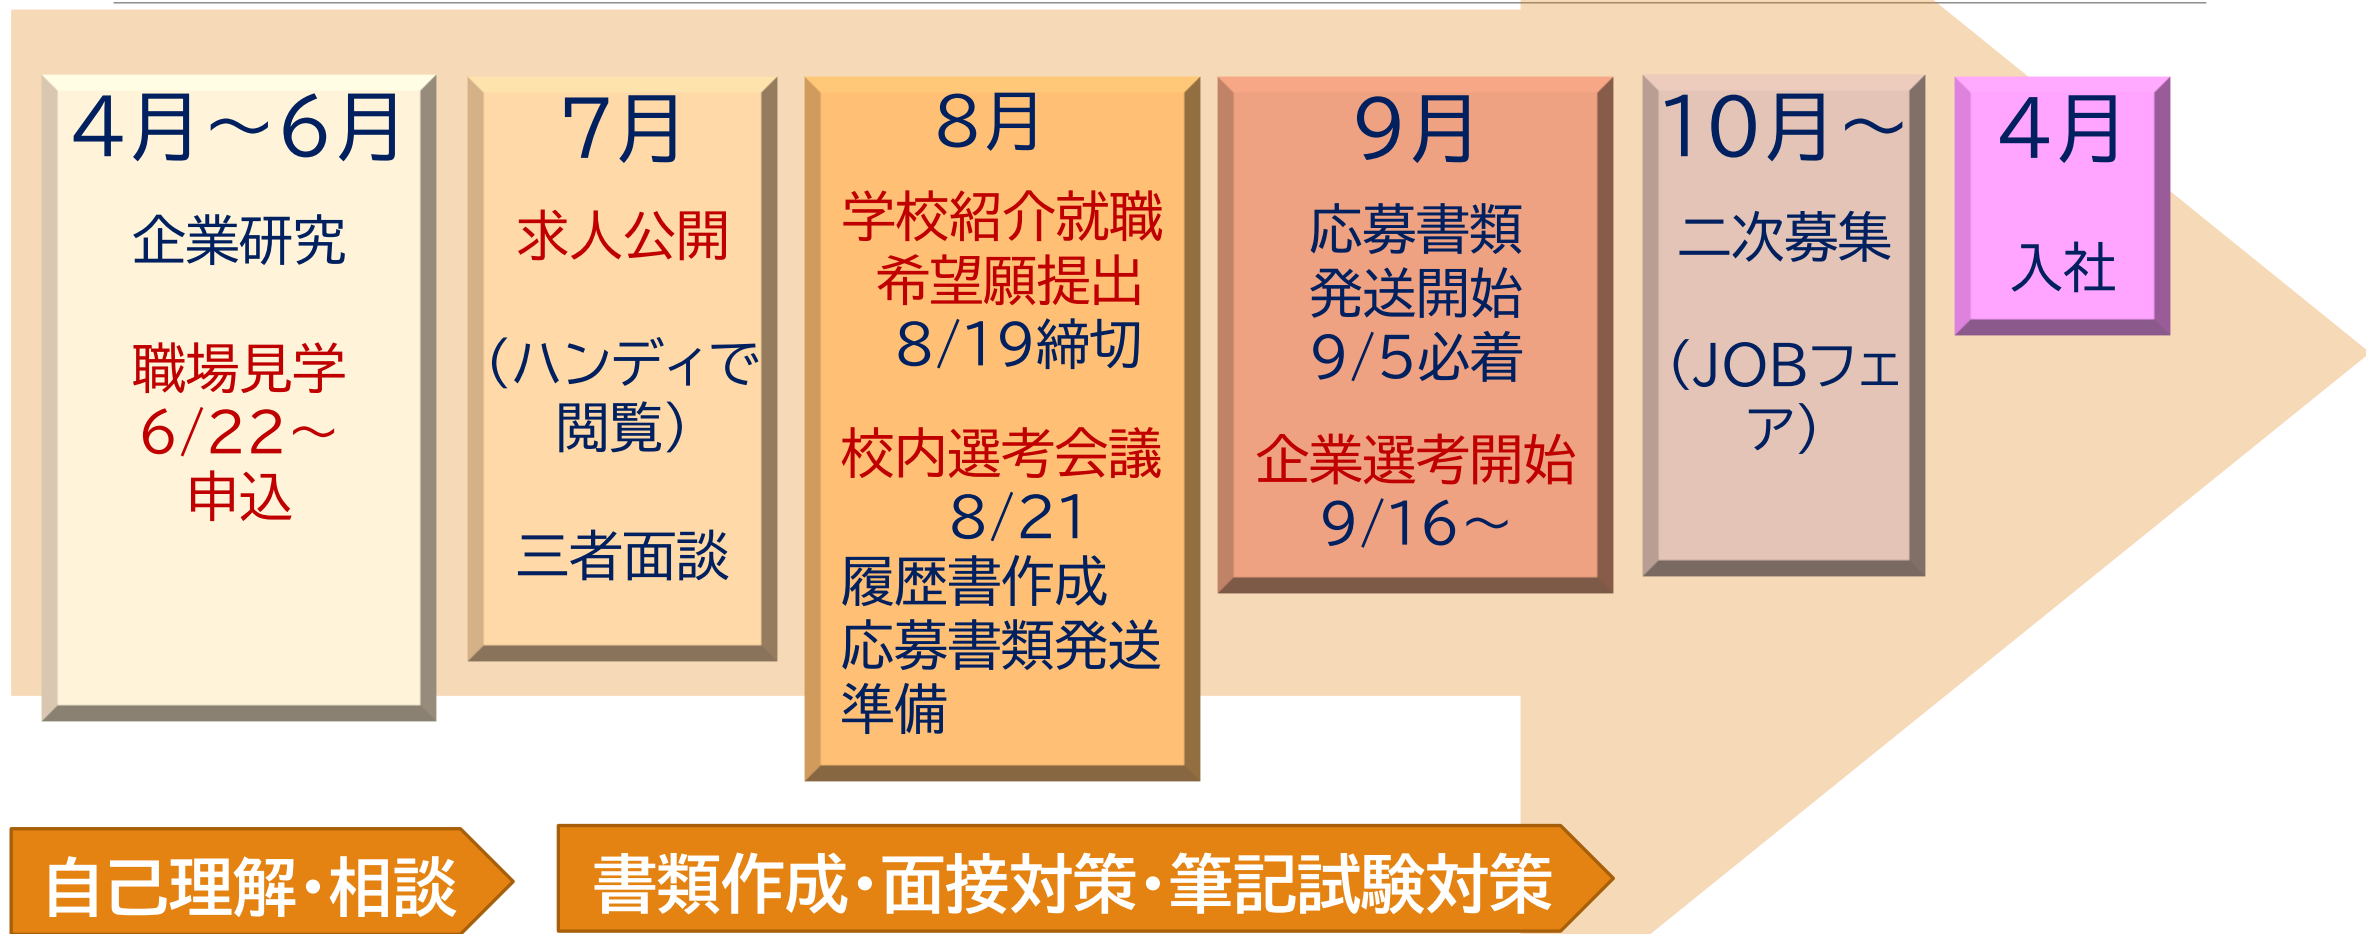 4月～6月
企業研究
職場見学
6/22～
申込
7月
求人公開
（ハンディで
閲覧）
三者面談
8月
学校紹介就職
希望願提出
8/19締切
校内選考会議
8/21
履歴書作成
応募書類発送
準備
9月
応募書類
発送開始
9/5必着
企業選考開始
9/16～
10月～
二次募集
（JOBフェ
ア）
4月
入社
自己理解・相談
書類作成・面接対策・筆記試験対策